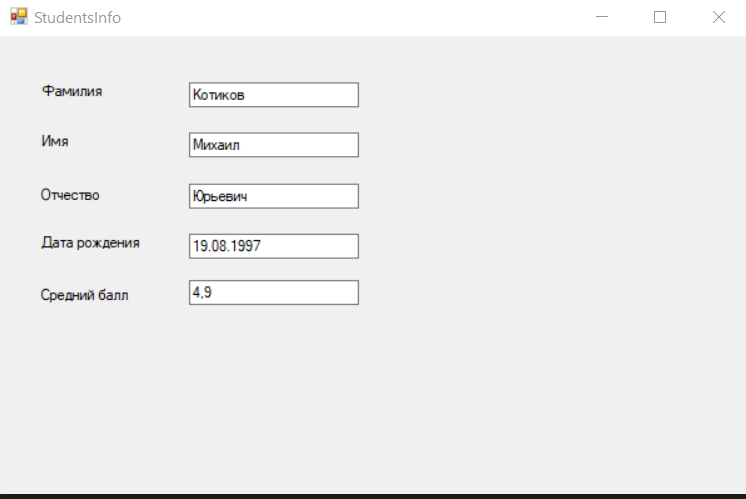 StudentsInfo
Фамилия Котиков
Имя Михаил
Отчество Юрьевич
Дата рождения 19.08.1997
Средний балл 4,9